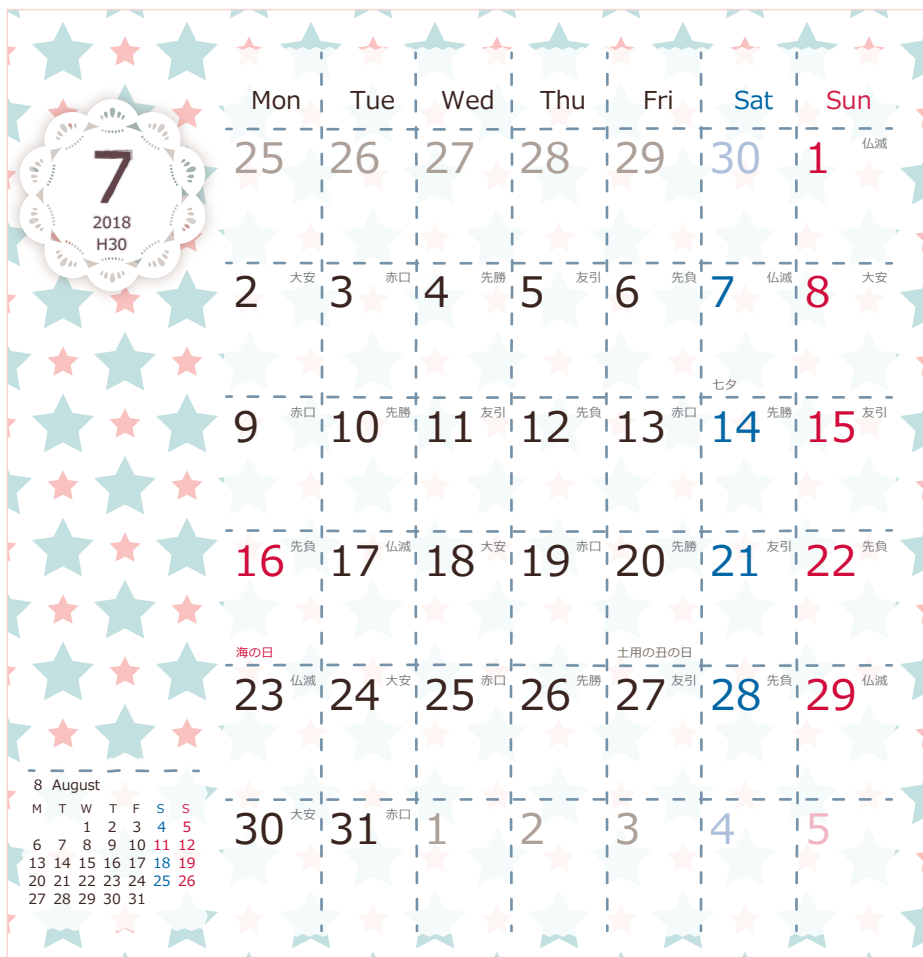 7
2018
H30
Mon Tue Wed Thu Fri Sat Sun
25 26 27 28 29 30 1 仏滅
2 大安 3 赤口 4 先勝 5 友引 6 先負 7 仏滅 8 大安
七夕
9 赤口 10 先勝 11 友引 12 先負 13 赤口 14 先勝 15 友引
16 先負 17 仏滅 18 大安 19 赤口 20 先勝 21 友引 22 先負
海の日 土用の丑の日
23 仏滅 24 大安 25 赤口 26 先勝 27 友引 28 先負 29 仏滅
30 大安 31 赤口 1 2 3 4 5
8 August
M T W T F S S
1 2 3 4 5
6 7 8 9 10 11 12
13 14 15 16 17 18 19
20 21 22 23 24 25 26
27 28 29 30 31